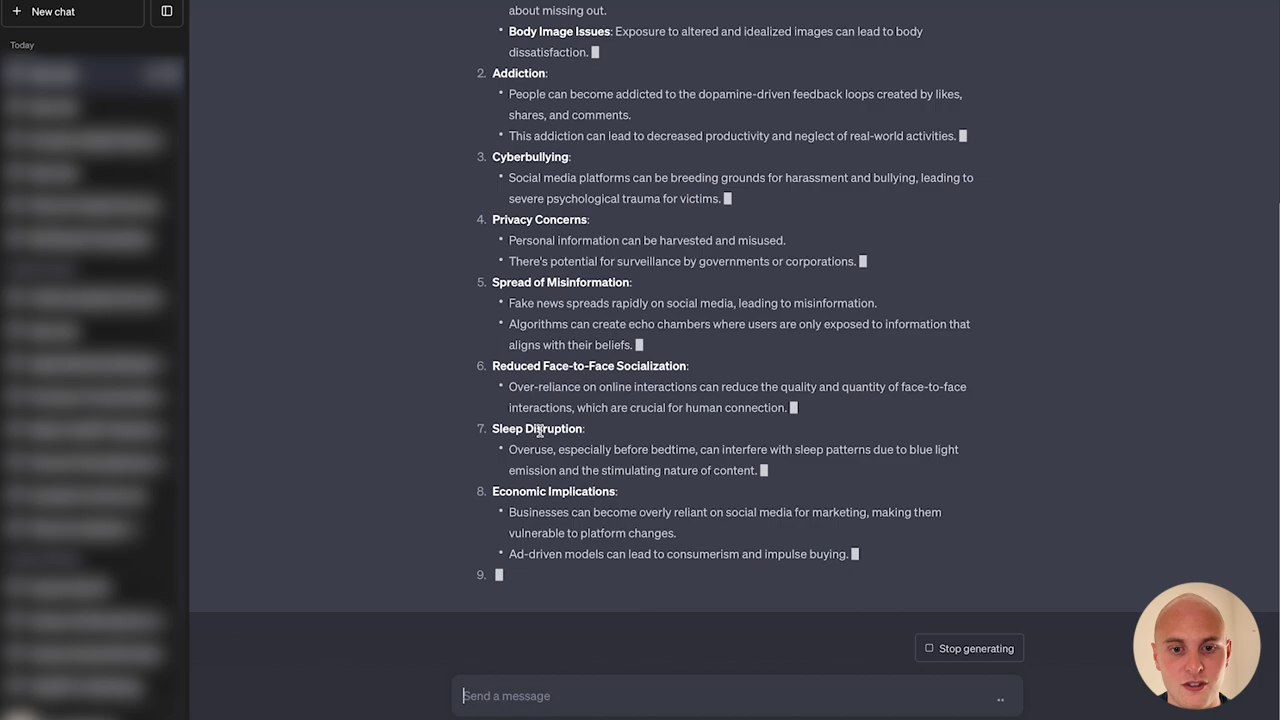 New chat
Today
about missing out.
• Body Image Issues: Exposure to altered and idealized images can lead to body
dissatisfaction.
2. Addiction:
• People can become addicted to the dopamine-driven feedback loops created by likes,
shares, and comments.
• This addiction can lead to decreased productivity and neglect of real-world activities.
3. Cyberbullying:
• Social media platforms can be breeding grounds for harassment and bullying, leading to
severe psychological trauma for victims.
4. Privacy Concerns:
• Personal information can be harvested and misused.
• There's potential for surveillance by governments or corporations.
5. Spread of Misinformation:
• Fake news spreads rapidly on social media, leading to misinformation.
• Algorithms can create echo chambers where users are only exposed to information that
aligns with their beliefs.
6. Reduced Face-to-Face Socialization:
• Over-reliance on online interactions can reduce the quality and quantity of face-to-face
interactions, which are crucial for human connection.
7. Sleep Disruption:
• Overuse, especially before bedtime, can interfere with sleep patterns due to blue light
emission and the stimulating nature of content.
8. Economic Implications:
• Businesses can become overly reliant on social media for marketing, making them
vulnerable to platform changes.
• Ad-driven models can lead to consumerism and impulse buying.
9.
Stop generating
Send a message